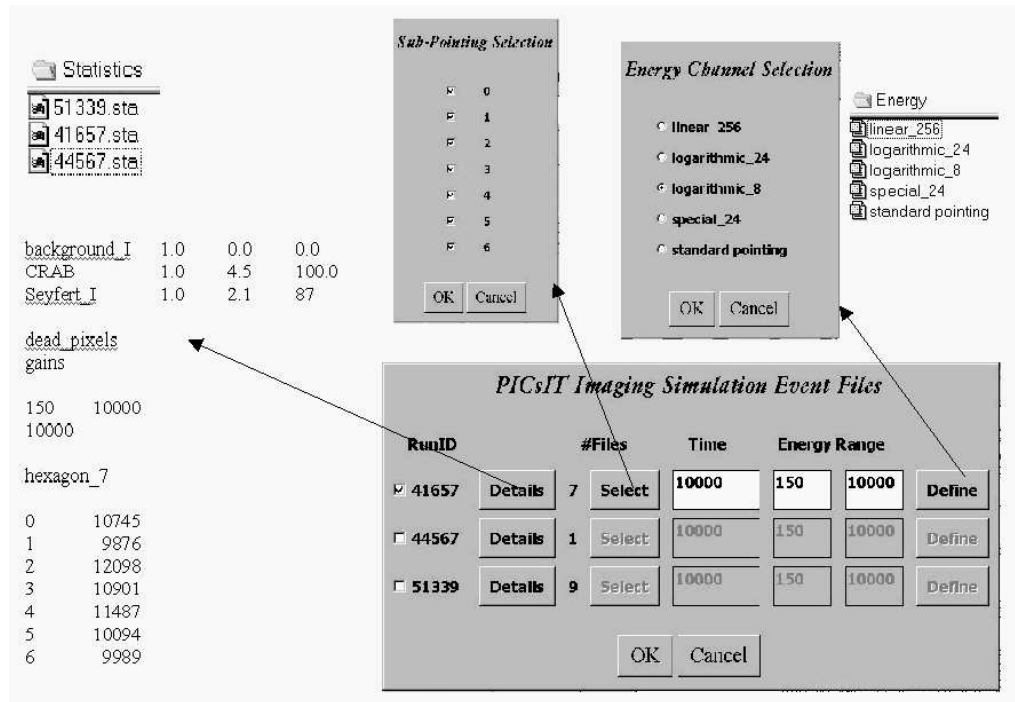 Statistics
51339.sta
41657.sta
44567.sta
background_I 1.0 0.0 0.0
CRAB 1.0 4.5 100.0
Seyfert_I 1.0 2.1 87
dead_pixels
gains
150 10000
10000
hexagon_7
0 10745
1 9876
2 12098
3 10901
4 11487
5 10094
6 9989
Sub-Pointing Selection
0
1
2
3
4
5
6
OK Cancel
Energy Channel Selection
linear 256
logarithmic_24
logarithmic_8
special_24
standard pointing
OK Cancel
Energy
linear_256
logarithmic_24
logarithmic_8
special_24
standard pointing
PICsIT Imaging Simulation Event Files
RunID #Files Time Energy Range
41657 Details 7 Select 10000 150 10000 Define
44567 Details 1 Select 10000 150 10000 Define
51339 Details 9 Select 10000 150 10000 Define
OK Cancel